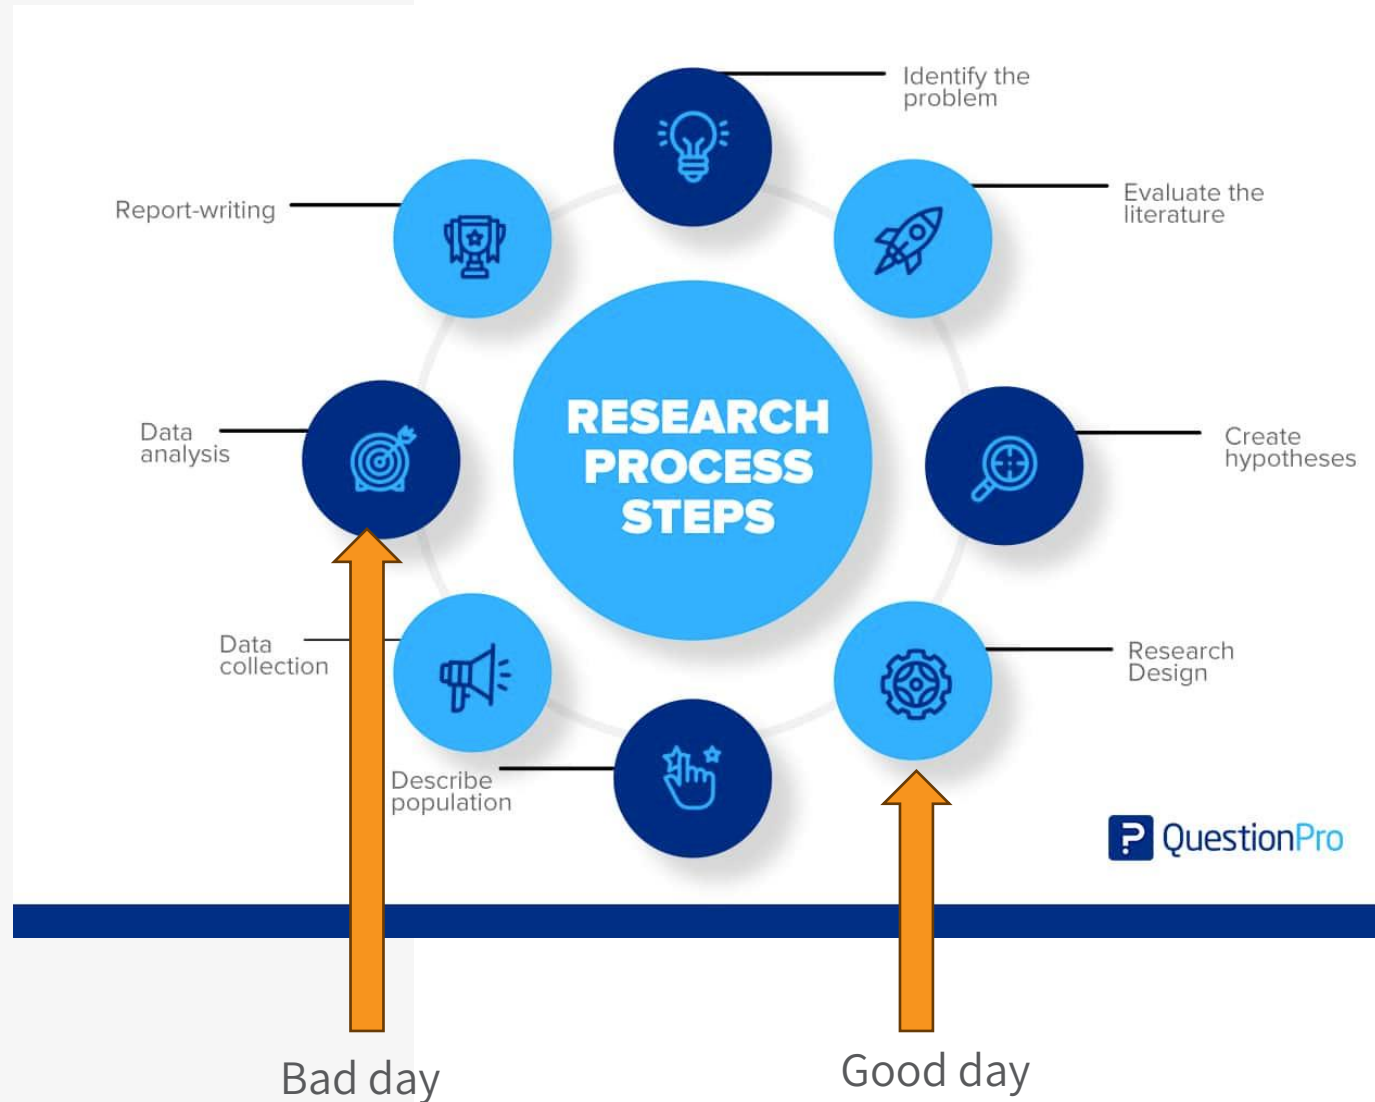 Identify the
problem
Evaluate the
literature
Create
hypotheses
Research
Design
Describe
population
Data
collection
Data
analysis
Report-writing
RESEARCH
PROCESS
STEPS
QuestionPro
Bad day
Good day